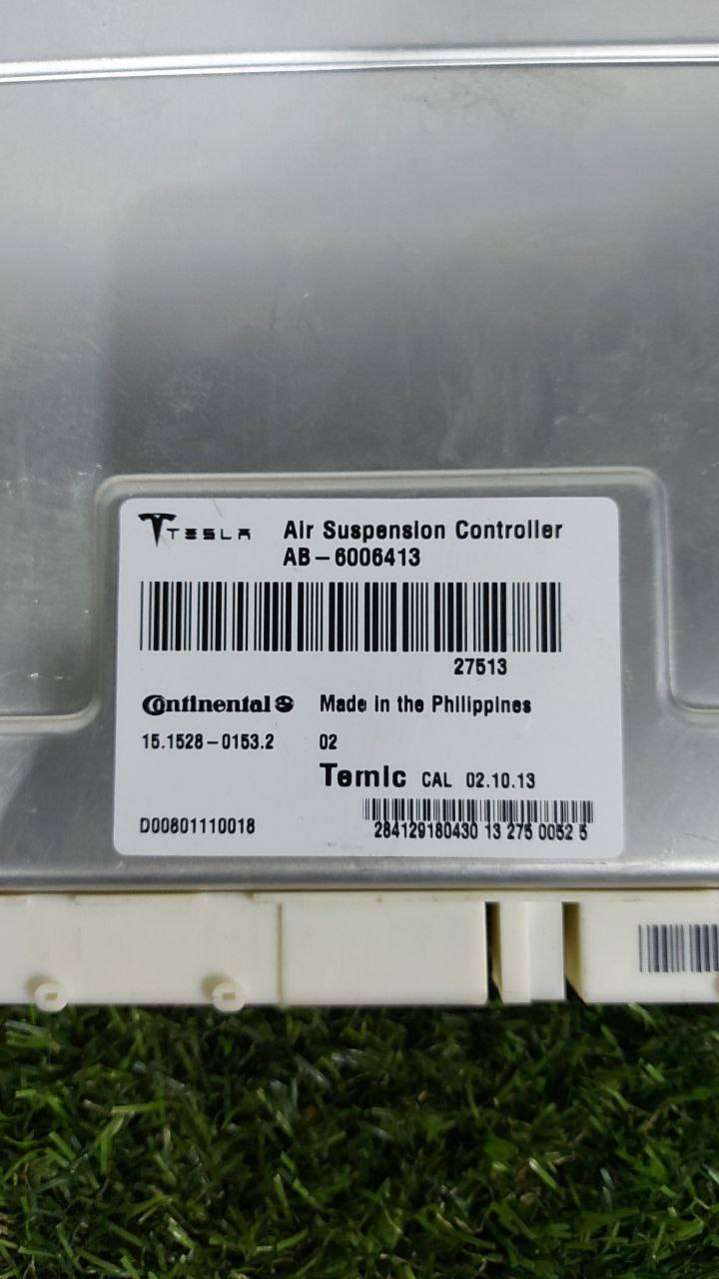 TESLA Air Suspension Controller
AB-6006413
27513
Continental Made in the Philippines
15.1528-0153.2 02
Temic CAL 02.10.13
D00801110018
284129180430 13 275 0052 5